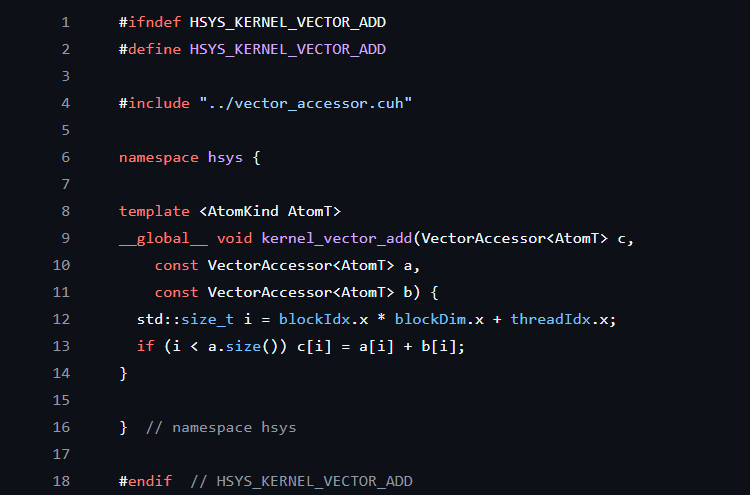 1 #ifndef HSYS_KERNEL_VECTOR_ADD
2 #define HSYS_KERNEL_VECTOR_ADD
3
4 #include "../vector_accessor.cuh"
5
6 namespace hsys {
7
8 template <AtomKind AtomT>
9 __global__ void kernel_vector_add(VectorAccessor<AtomT> c,
10     const VectorAccessor<AtomT> a,
11     const VectorAccessor<AtomT> b) {
12   std::size_t i = blockIdx.x * blockDim.x + threadIdx.x;
13   if (i < a.size()) c[i] = a[i] + b[i];
14 }
15
16 }  // namespace hsys
17
18 #endif  // HSYS_KERNEL_VECTOR_ADD